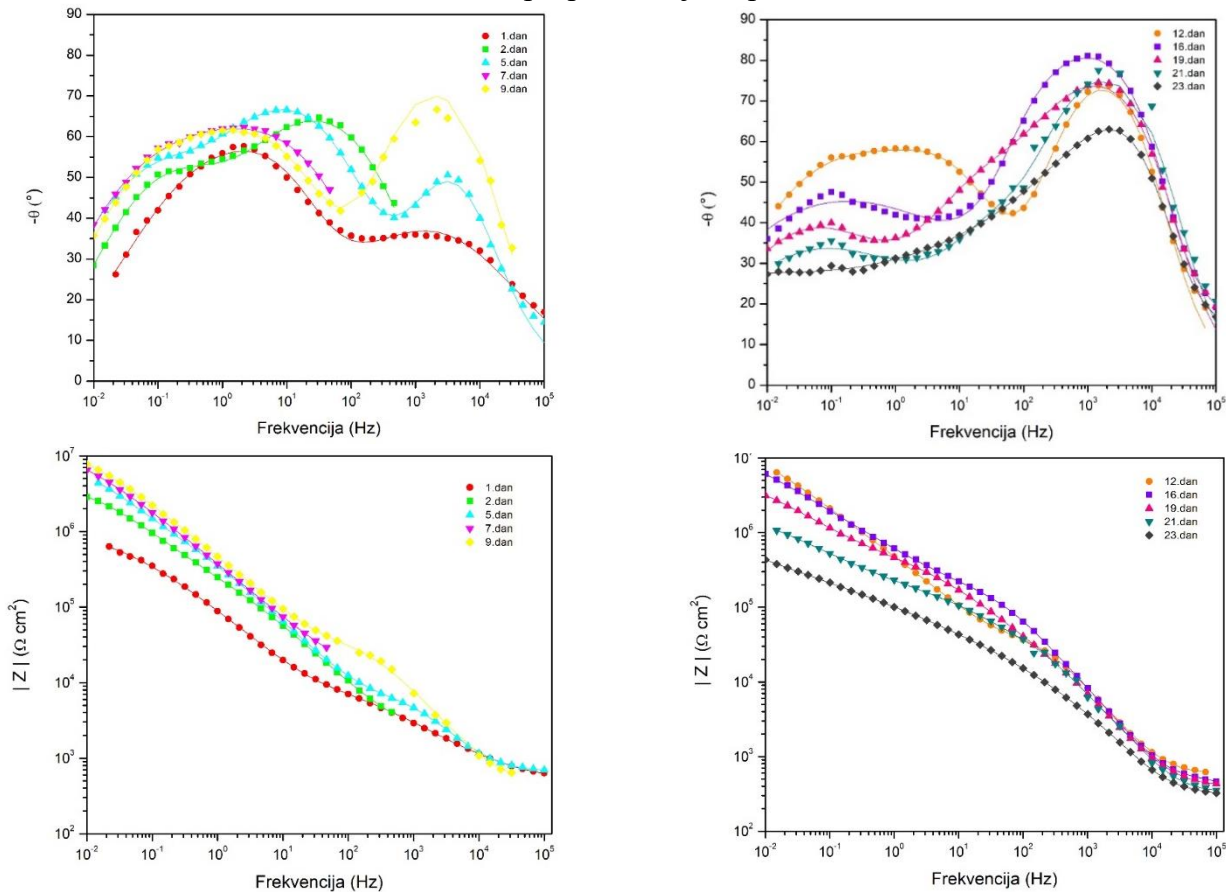 -θ (°)
90
80
70
60
50
40
30
20
10
0
1.dan
2.dan
5.dan
7.dan
9.dan
10⁻² 10⁻¹ 10⁰ 10¹ 10² 10³ 10⁴ 10⁵
Frekvencija (Hz)
-θ (°)
90
80
70
60
50
40
30
20
10
0
12.dan
16.dan
19.dan
21.dan
23.dan
10⁻² 10⁻¹ 10⁰ 10¹ 10² 10³ 10⁴ 10⁵
Frekvencija (Hz)
| Z | (Ω cm²)
10⁷
10⁶
10⁵
10⁴
10³
10²
1.dan
2.dan
5.dan
7.dan
9.dan
10⁻² 10⁻¹ 10⁰ 10¹ 10² 10³ 10⁴ 10⁵
Frekvencija (Hz)
| Z | (Ω cm²)
10⁷
10⁶
10⁵
10⁴
10³
10²
12.dan
16.dan
19.dan
21.dan
23.dan
10⁻² 10⁻¹ 10⁰ 10¹ 10² 10³ 10⁴ 10⁵
Frekvencija (Hz)